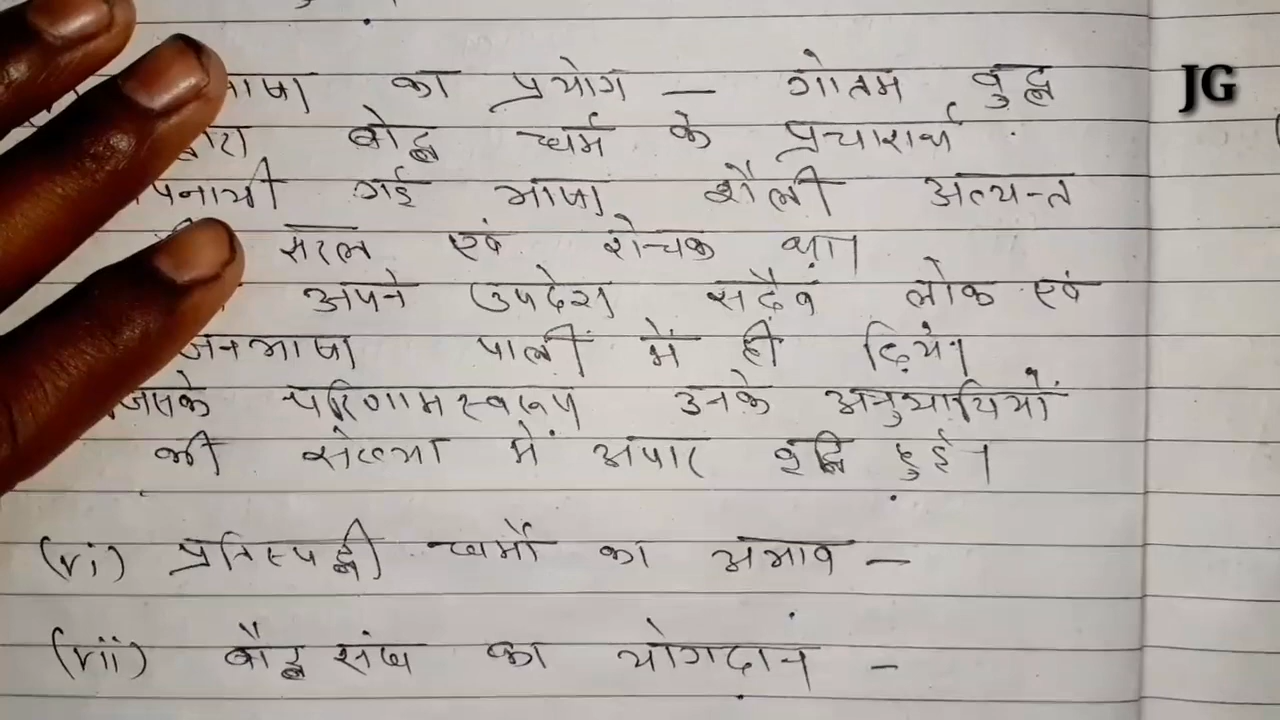 भाषा का प्रयोग — गोतम बुद्ध
JG
द्वारा बोद्ध धर्म के प्रचारार्थ
पनायी गई भाषा शैली अत्यन्त
सरल एवं रोचक था।
अपने उपदेश सदैव लोक एवं
जनभाषा पाली में ही दिये।
जिसके परिणामस्वरूप उनके अनुयायियों
की संख्या में अपार वृद्धि हुई।
(vi) प्रतिस्पर्द्धी धर्मों का अभाव —
(vii) बौद्ध संघ का योगदान —